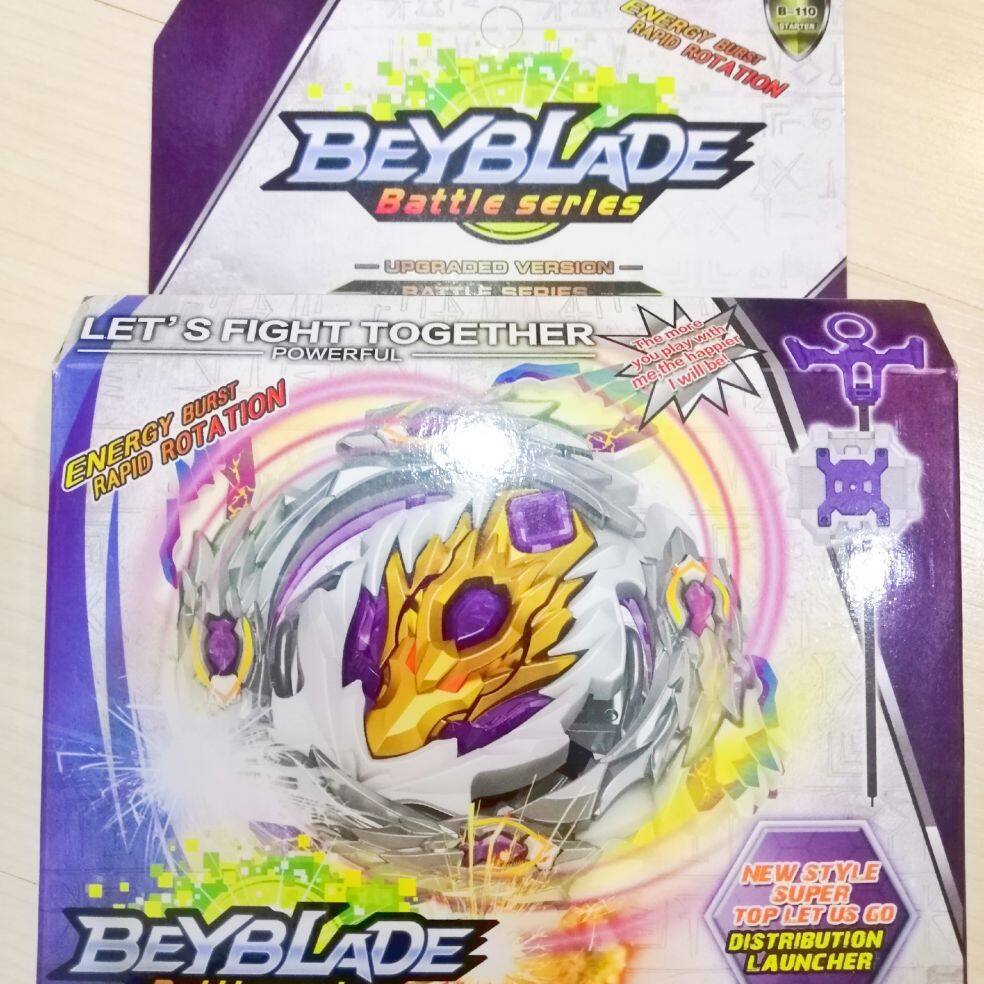 B-110
STARTER
ENERGY BURST
RAPID ROTATION
BEYBLADE
Battle series
UPGRADED VERSION
BATTLE SERIES
LET'S FIGHT TOGETHER
POWERFUL
The more
you play with
me,the happier
I will be
ENERGY BURST
RAPID ROTATION
NEW STYLE
SUPER
TOP LET US GO
DISTRIBUTION
LAUNCHER
BEYBLADE